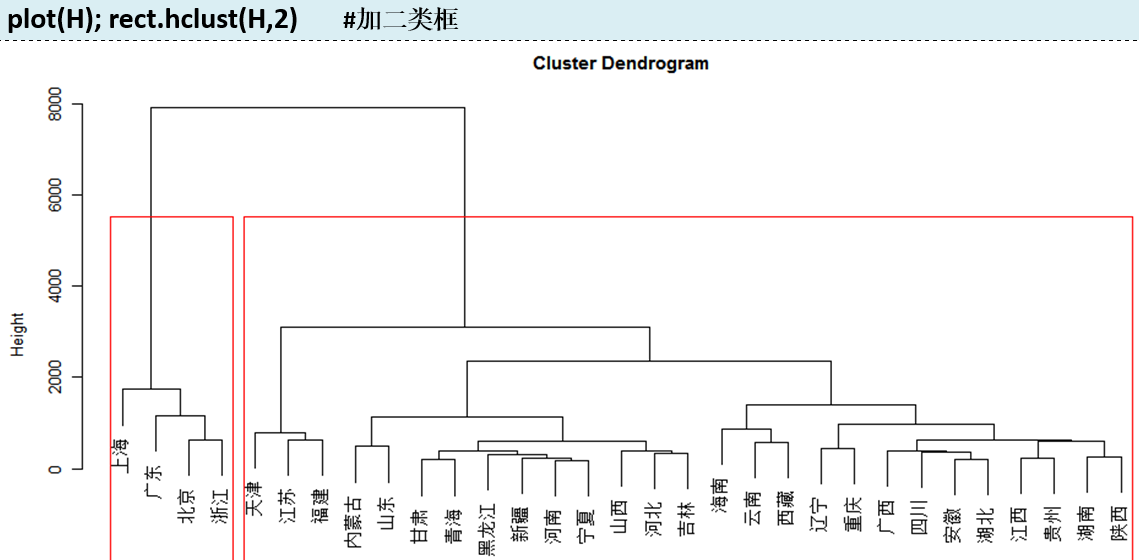 plot(H); rect.hclust(H,2) #加二类框
Cluster Dendrogram
Height
8000
6000
4000
2000
0
上海
广东
北京
浙江
天津
江苏
福建
内蒙古
山东
甘肃
青海
黑龙江
新疆
河南
宁夏
山西
河北
吉林
海南
云南
西藏
辽宁
重庆
广西
四川
安徽
湖北
江西
贵州
湖南
陕西